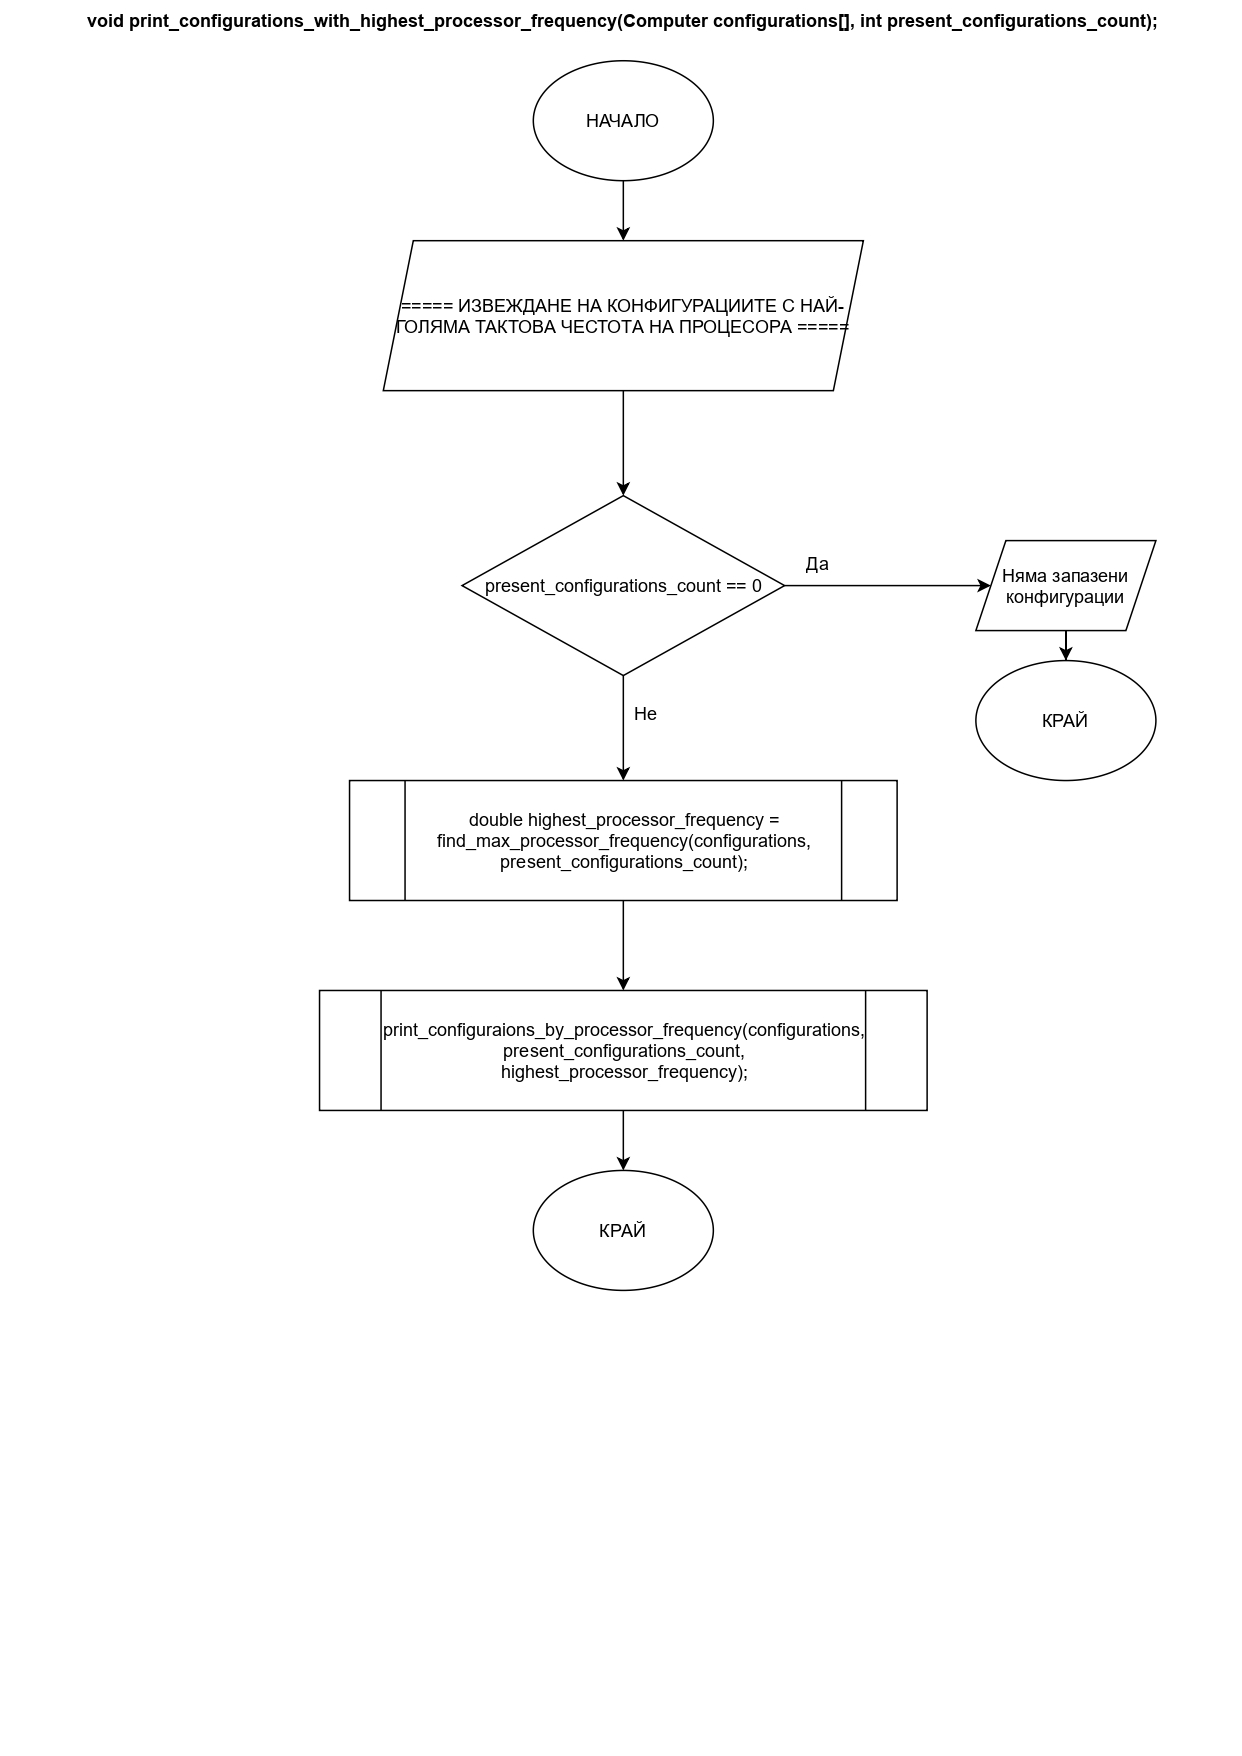 void print_configurations_with_highest_processor_frequency(Computer configurations[], int present_configurations_count);
НАЧАЛО
===== ИЗВЕЖДАНЕ НА КОНФИГУРАЦИИТЕ С НАЙ-
ГОЛЯМА ТАКТОВА ЧЕСТОТА НА ПРОЦЕСОРА =====
present_configurations_count == 0
Да
Няма запазени
конфигурации
КРАЙ
Не
double highest_processor_frequency =
find_max_processor_frequency(configurations,
present_configurations_count);
print_configuraions_by_processor_frequency(configurations,
present_configurations_count,
highest_processor_frequency);
КРАЙ